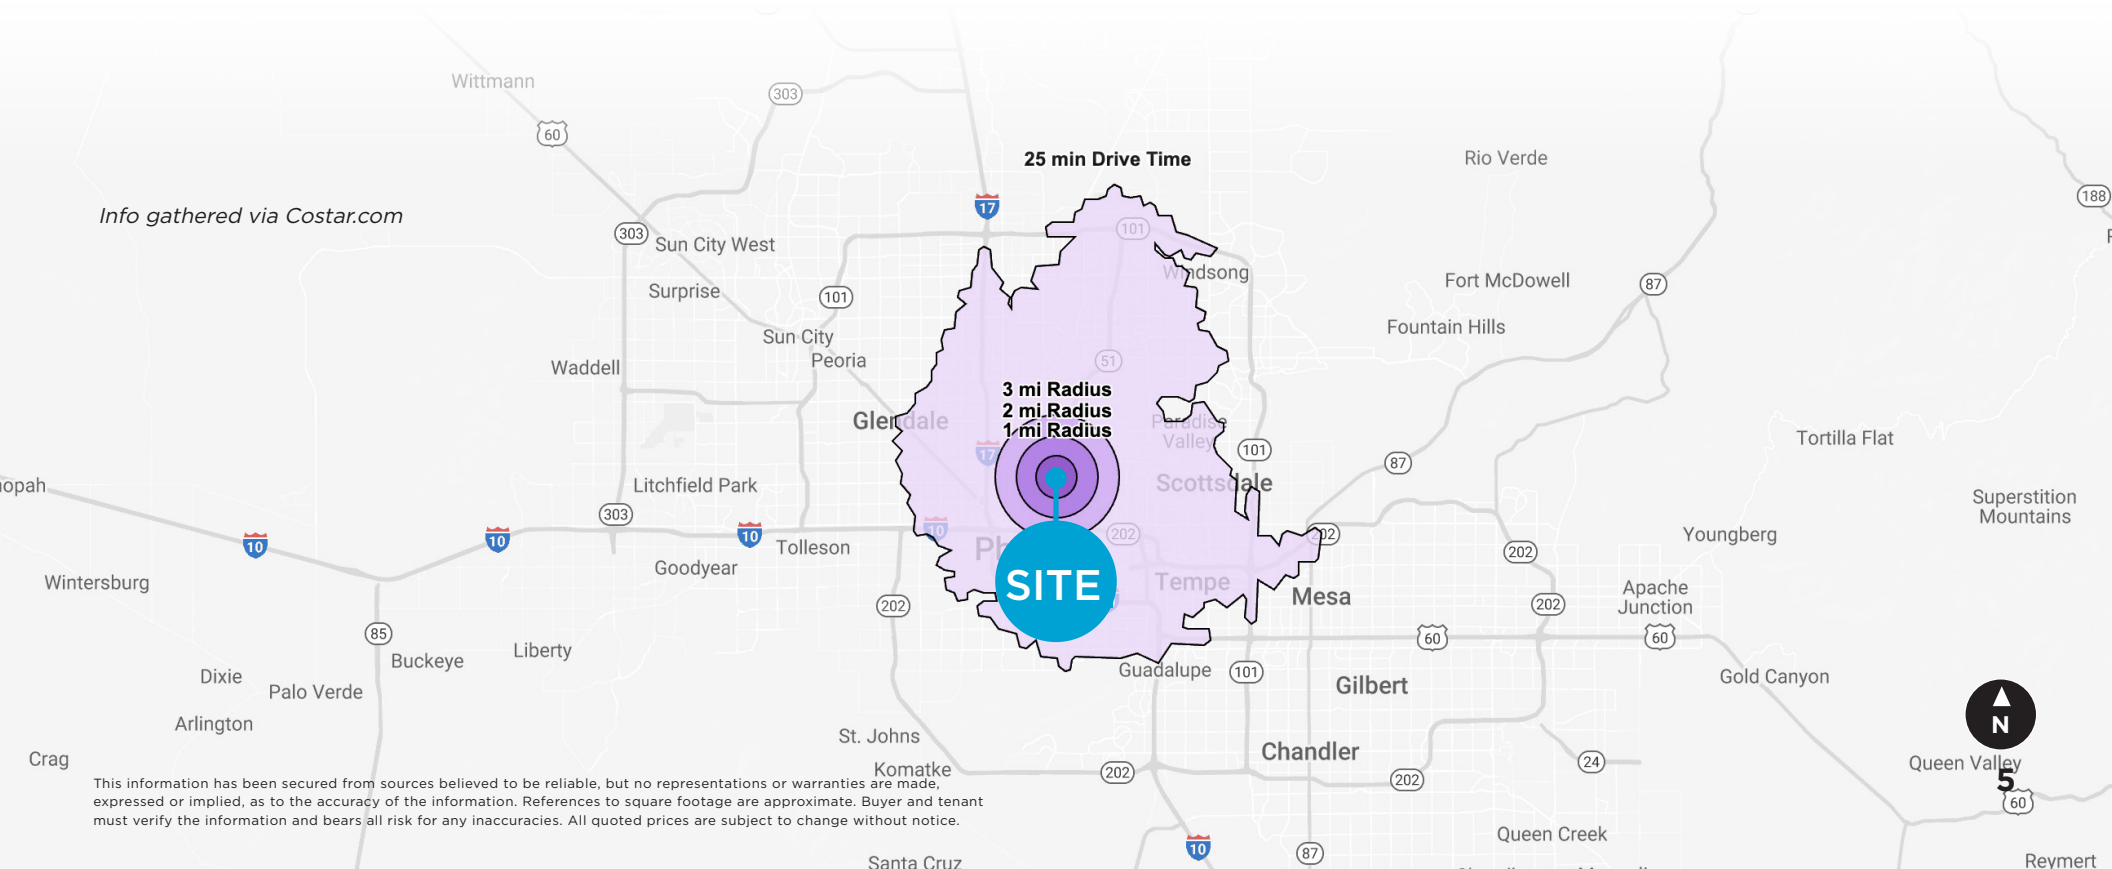 Wittmann
303
60
25 min Drive Time
Rio Verde
188
17
Info gathered via Costar.com
303
Sun City West
101
Windsong
Surprise
101
Fort McDowell
87
Fountain Hills
Sun City
Peoria
Waddell
51
3 mi Radius
2 mi Radius
1 mi Radius
Glendale
Paradise
Valley
17
101
87
Tortilla Flat
Litchfield Park
Scottsdale
opah
Superstition
Mountains
303
10
10
10
10
Tolleson
202
202
202
Youngberg
Goodyear
Ph
SITE
Tempe
Mesa
Wintersburg
202
202
Apache
Junction
85
60
60
Buckeye
Liberty
Guadalupe
101
Dixie
Palo Verde
Gilbert
Gold Canyon
Arlington
N
St. Johns
Chandler
Crag
Komatke
202
202
24
Queen Valley
5
60
This information has been secured from sources believed to be reliable, but no representations or warranties are made,
expressed or implied, as to the accuracy of the information. References to square footage are approximate. Buyer and tenant
must verify the information and bears all risk for any inaccuracies. All quoted prices are subject to change without notice.
Queen Creek
10
87
Santa Cruz
Reymert